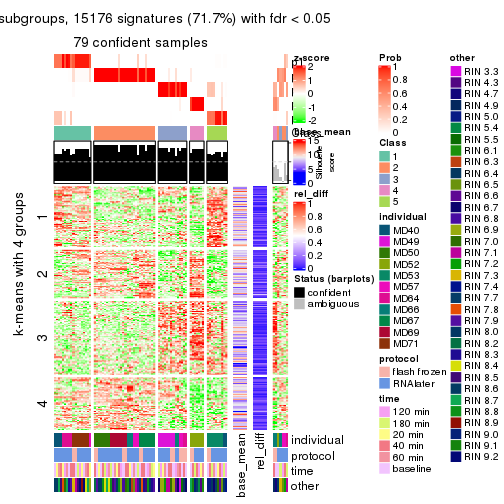 subgroups, 15176 signatures (71.7%) with fdr < 0.05
79 confident samples
k-means with 4 groups
1
2
3
4
individual
protocol
time
other
base_mean
rel_diff
z-score
2
1
0
-1
-2
base_mean
15
10
5
0
silhouette
score
rel_diff
1
0.5
0
Status (barplots)
confident
ambiguous
Prob
1
0.8
0.6
0.4
0.2
0
Class
1
2
3
4
5
individual
MD40
MD49
MD50
MD52
MD53
MD57
MD64
MD66
MD67
MD69
MD71
protocol
flash frozen
RNAlater
time
120 min
180 min
20 min
40 min
60 min
baseline
other
RIN 3.3
RIN 4.3
RIN 4.7
RIN 4.9
RIN 5.0
RIN 5.4
RIN 5.5
RIN 6.1
RIN 6.3
RIN 6.4
RIN 6.5
RIN 6.6
RIN 6.7
RIN 6.8
RIN 6.9
RIN 7.0
RIN 7.1
RIN 7.2
RIN 7.3
RIN 7.4
RIN 7.7
RIN 7.8
RIN 7.9
RIN 8.0
RIN 8.2
RIN 8.3
RIN 8.4
RIN 8.5
RIN 8.6
RIN 8.7
RIN 8.8
RIN 8.9
RIN 9.0
RIN 9.1
RIN 9.2